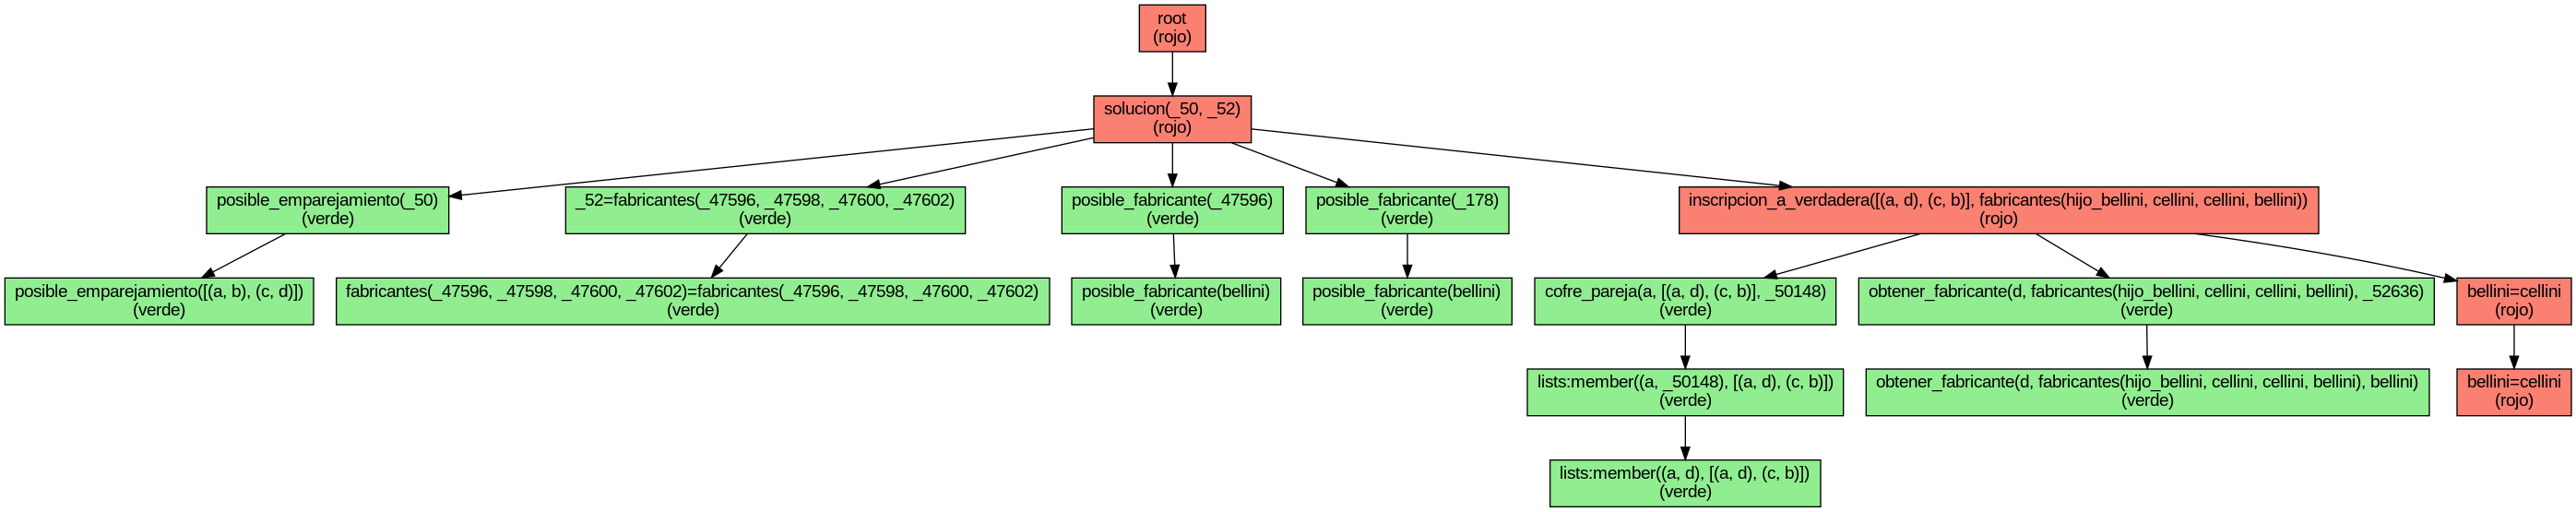 root
(rojo)
solucion(_50, _52)
(rojo)
posible_emparejamiento(_50)
(verde)
_52=fabricantes(_47596, _47598, _47600, _47602)
(verde)
posible_fabricante(_47596)
(verde)
posible_fabricante(_178)
(verde)
inscripcion_a_verdadera([(a, d), (c, b)], fabricantes(hijo_bellini, cellini, cellini, bellini))
(rojo)
posible_emparejamiento([(a, b), (c, d)])
(verde)
fabricantes(_47596, _47598, _47600, _47602)=fabricantes(_47596, _47598, _47600, _47602)
(verde)
posible_fabricante(bellini)
(verde)
posible_fabricante(bellini)
(verde)
cofre_pareja(a, [(a, d), (c, b)], _50148)
(verde)
obtener_fabricante(d, fabricantes(hijo_bellini, cellini, cellini, bellini), _52636)
(verde)
bellini=cellini
(rojo)
lists:member((a, _50148), [(a, d), (c, b)])
(verde)
obtener_fabricante(d, fabricantes(hijo_bellini, cellini, cellini, bellini), bellini)
(verde)
bellini=cellini
(rojo)
lists:member((a, d), [(a, d), (c, b)])
(verde)